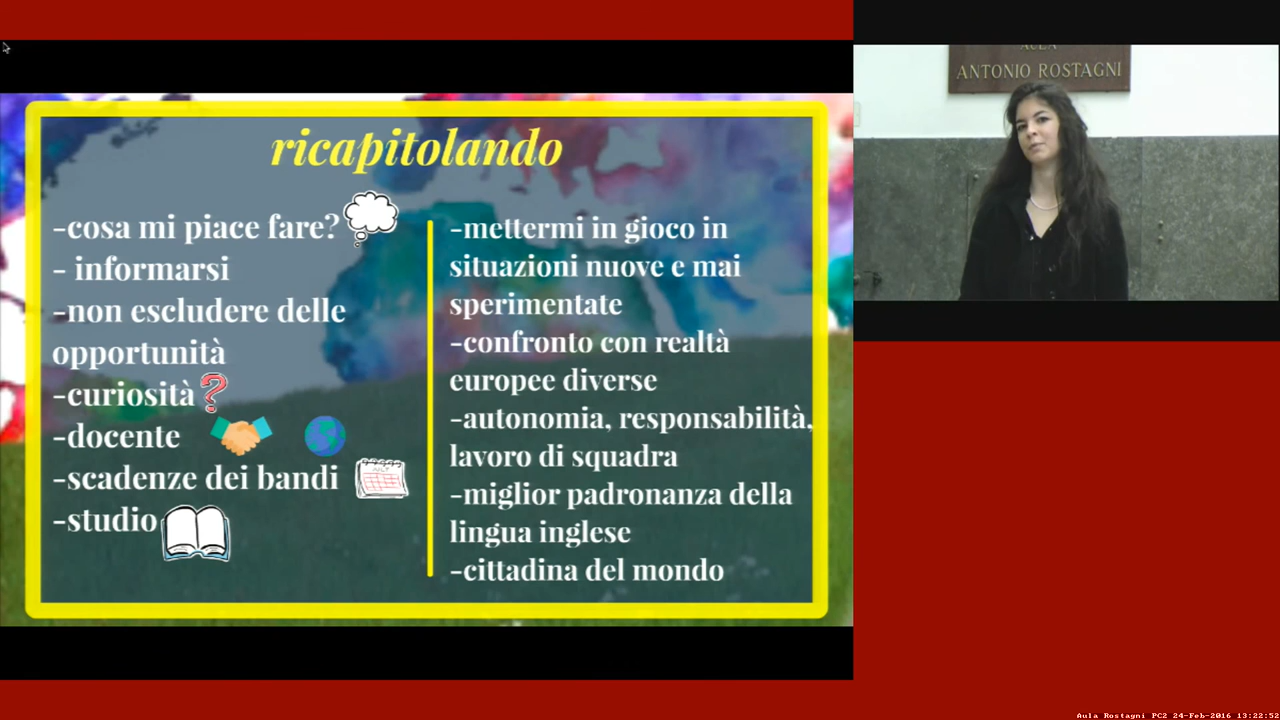 ricapitolando
-cosa mi piace fare?
- informarsi
-non escludere delle
opportunità
-curiosità
-docente
-scadenze dei bandi
-studio
-mettermi in gioco in
situazioni nuove e mai
sperimentate
-confronto con realtà
europee diverse
-autonomia, responsabilità,
lavoro di squadra
-miglior padronanza della
lingua inglese
-cittadina del mondo
AULA
ANTONIO ROSTAGNI
Aula Rostagni PC2 24-Feb-2016 13:22:52